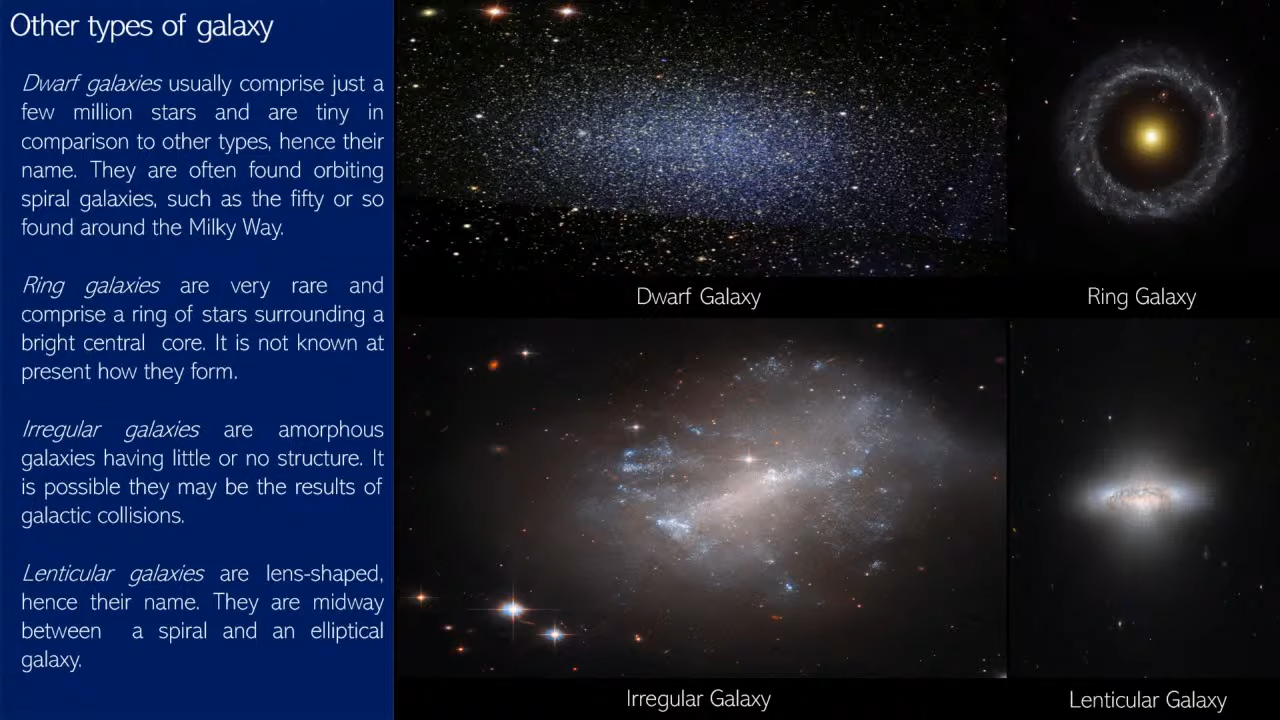 Other types of galaxy
Dwarf galaxies usually comprise just a
few million stars and are tiny in
comparison to other types, hence their
name. They are often found orbiting
spiral galaxies, such as the fifty or so
found around the Milky Way.
Ring galaxies are very rare and
comprise a ring of stars surrounding a
bright central core. It is not known at
present how they form.
Irregular galaxies are amorphous
galaxies having little or no structure. It
is possible they may be the results of
galactic collisions.
Lenticular galaxies are lens-shaped,
hence their name. They are midway
between a spiral and an elliptical
galaxy.
Dwarf Galaxy
Ring Galaxy
Irregular Galaxy
Lenticular Galaxy